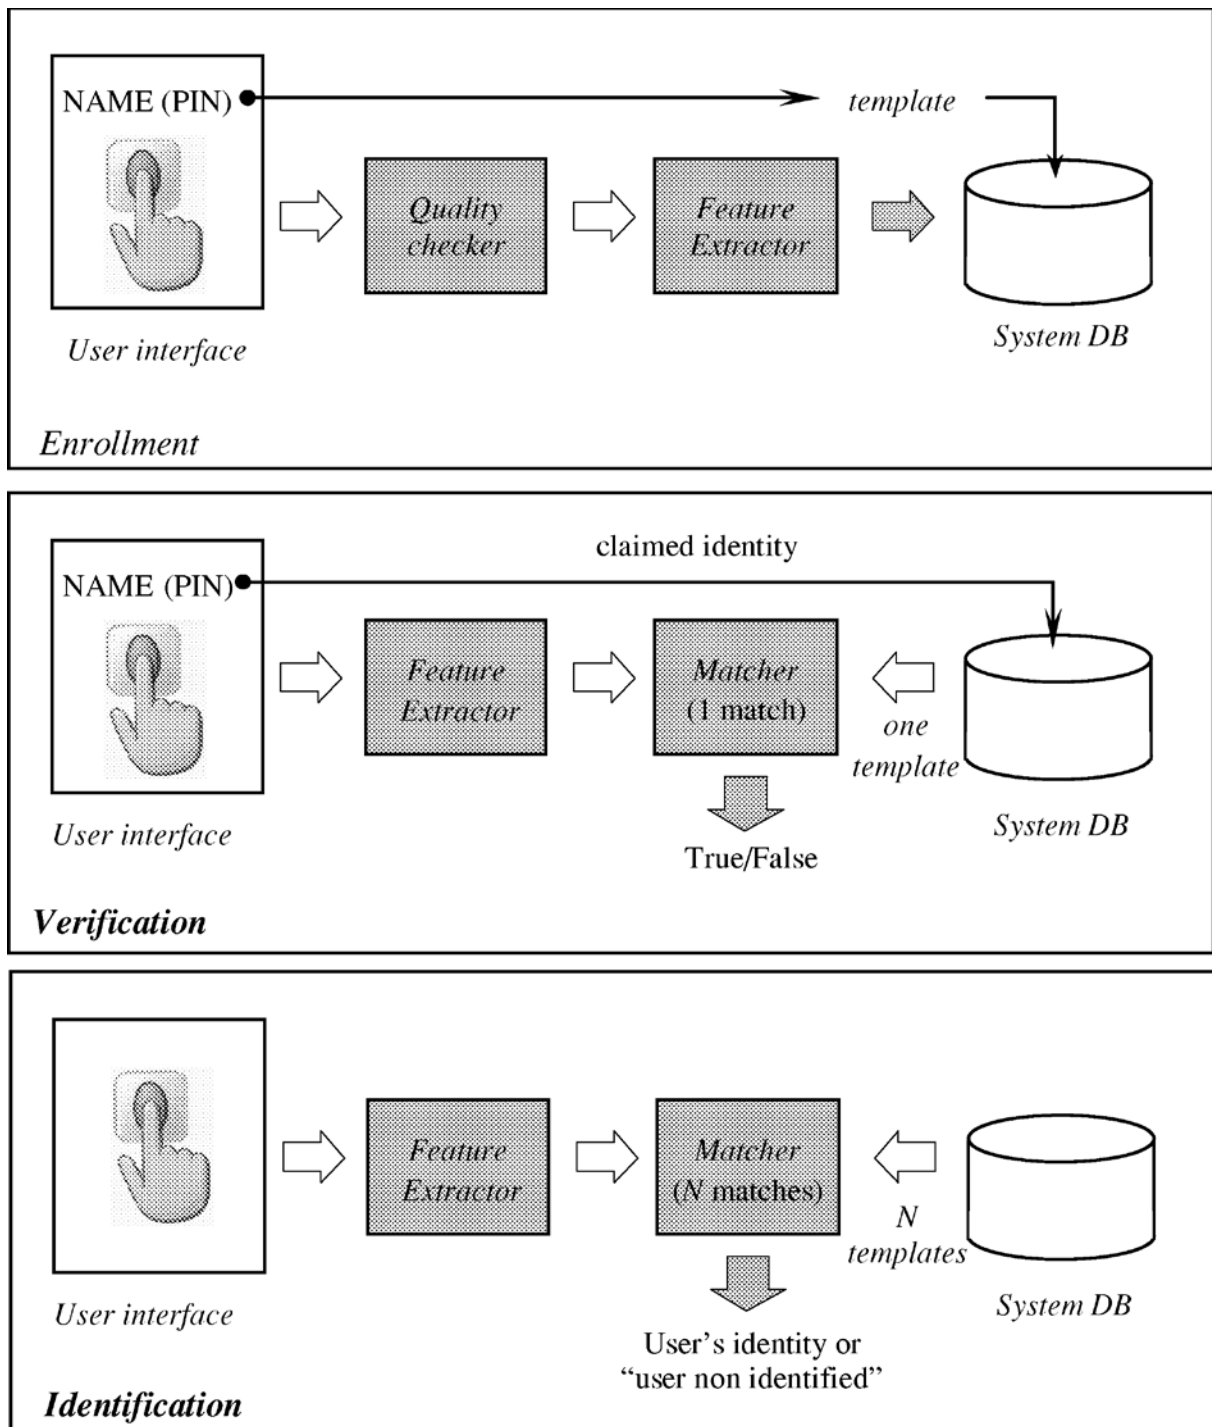 NAME (PIN)
template
Quality
checker
Feature
Extractor
User interface
System DB
Enrollment
claimed identity
NAME (PIN)
Feature
Extractor
Matcher
(1 match)
one
template
User interface
System DB
True/False
Verification
Feature
Extractor
Matcher
(N matches)
N
templates
User interface
System DB
User's identity or
“user non identified”
Identification